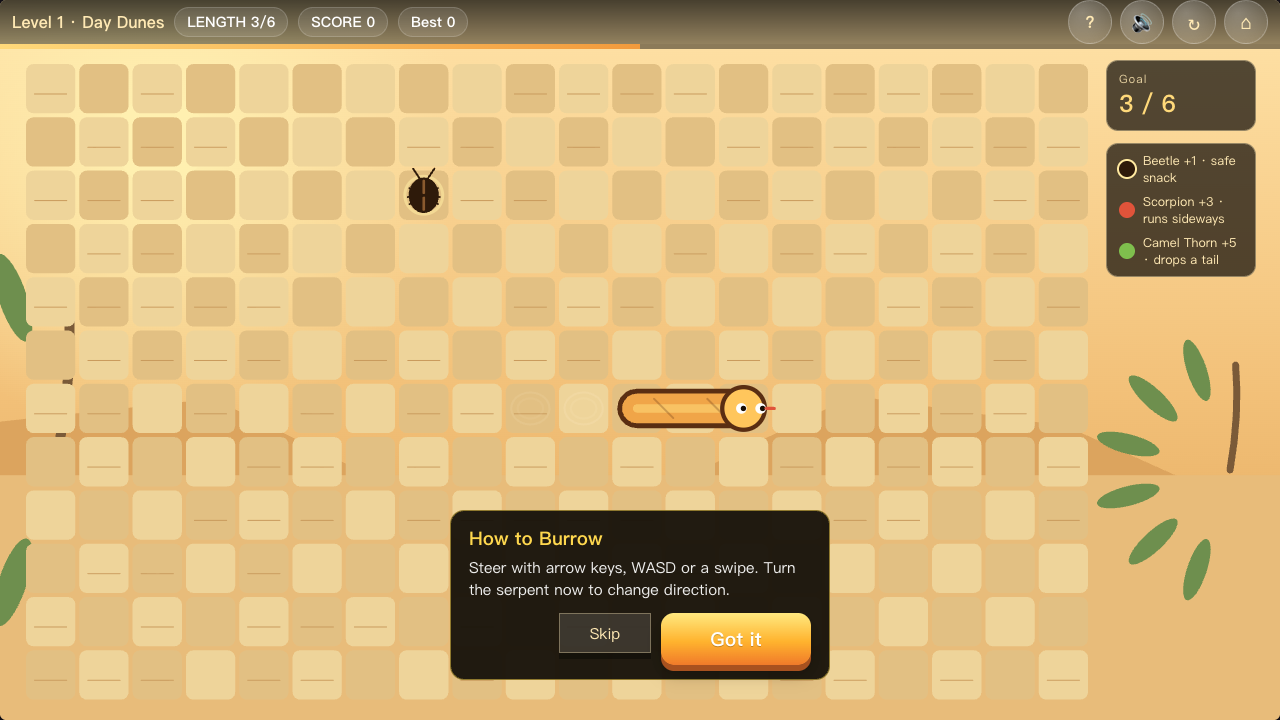 Level 1 · Day Dunes
LENGTH 3/6
SCORE 0
Best 0
?
Goal
3 / 6
Beetle +1 · safe
snack
Scorpion +3 ·
runs sideways
Camel Thorn +5
· drops a tail
How to Burrow
Steer with arrow keys, WASD or a swipe. Turn
the serpent now to change direction.
Skip
Got it